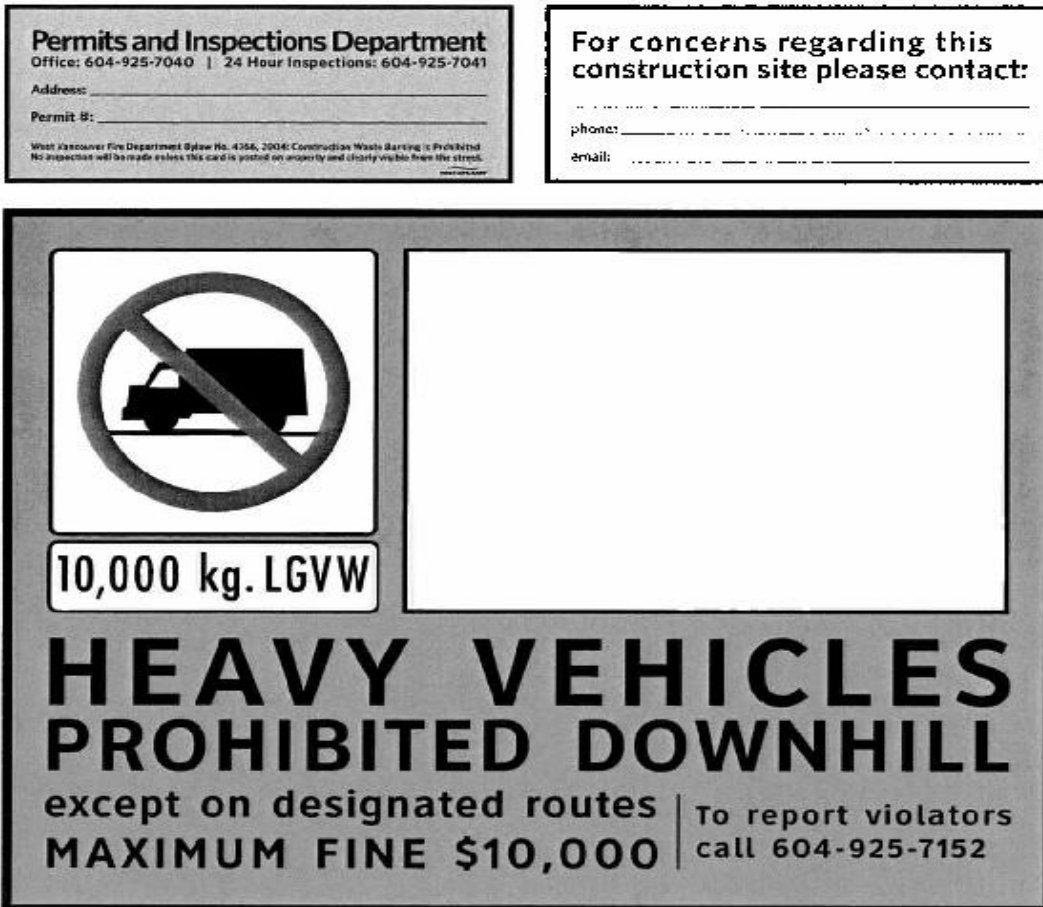 Permits and Inspections Department
Office: 604-925-7040 | 24 Hour Inspections: 604-925-7041
Address:
Permit #:
West Vancouver Fire Department Bylaw No. 4366, 2004: Construction Waste Burning is Prohibited
No inspection will be made unless this card is posted on property and clearly visible from the street.
For concerns regarding this
construction site please contact:
phone:
email:
10,000 kg. LGVW
HEAVY VEHICLES
PROHIBITED DOWNHILL
except on designated routes
MAXIMUM FINE $10,000
To report violators
call 604-925-7152